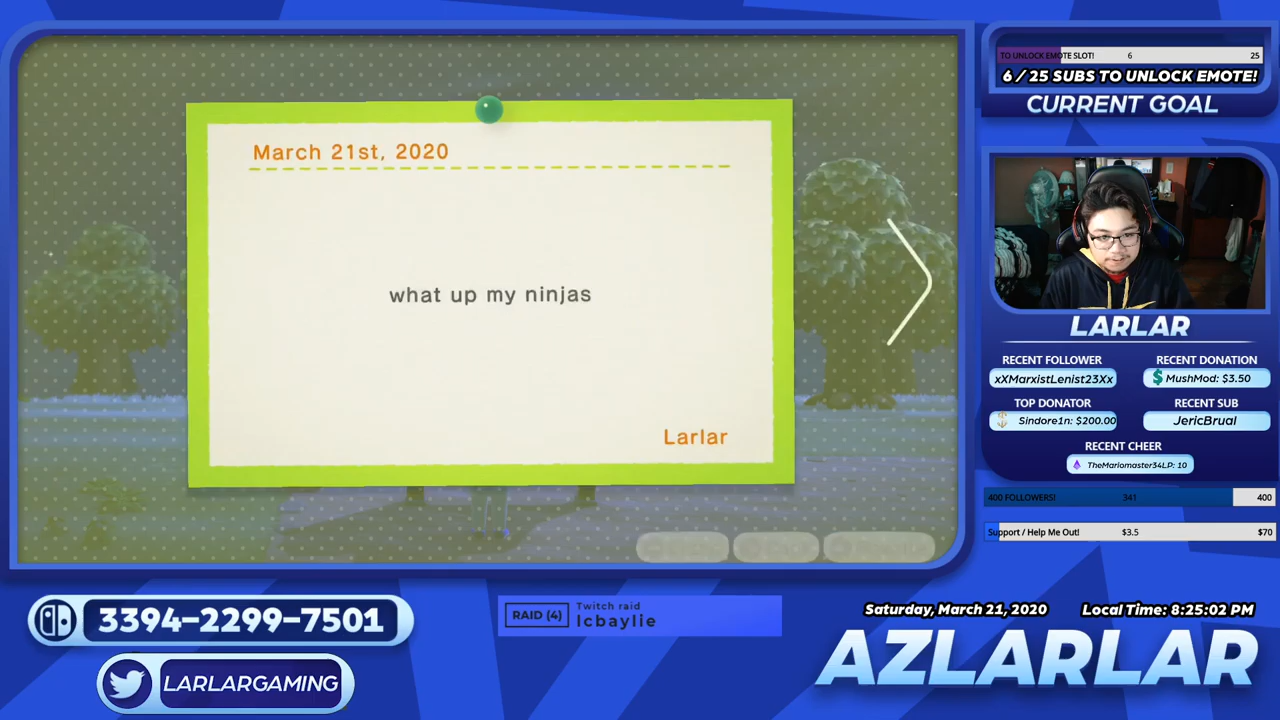 March 21st, 2020
what up my ninjas
Larlar
TO UNLOCK EMOTE SLOT! 6 25
6 / 25 SUBS TO UNLOCK EMOTE!
CURRENT GOAL
LARLAR
RECENT FOLLOWER RECENT DONATION
xXMarxistLenist23Xx MushMod: $3.50
TOP DONATOR RECENT SUB
Sindore1n: $200.00 JericBrual
RECENT CHEER
TheMariomaster34LP: 10
400 FOLLOWERS! 341 400
Support / Help Me Out! $3.5 $70
3394-2299-7501
LARLARGAMING
RAID (4) Twitch raid
lcbaylie
Saturday, March 21, 2020 Local Time: 8:25:02 PM
AZLARLAR